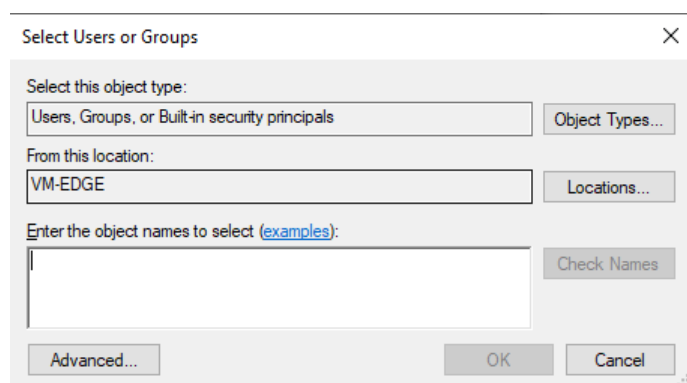 Select Users or Groups
Select this object type:
Users, Groups, or Built-in security principals
Object Types...
From this location:
VM-EDGE
Locations...
Enter the object names to select (examples):
Check Names
Advanced...
OK
Cancel